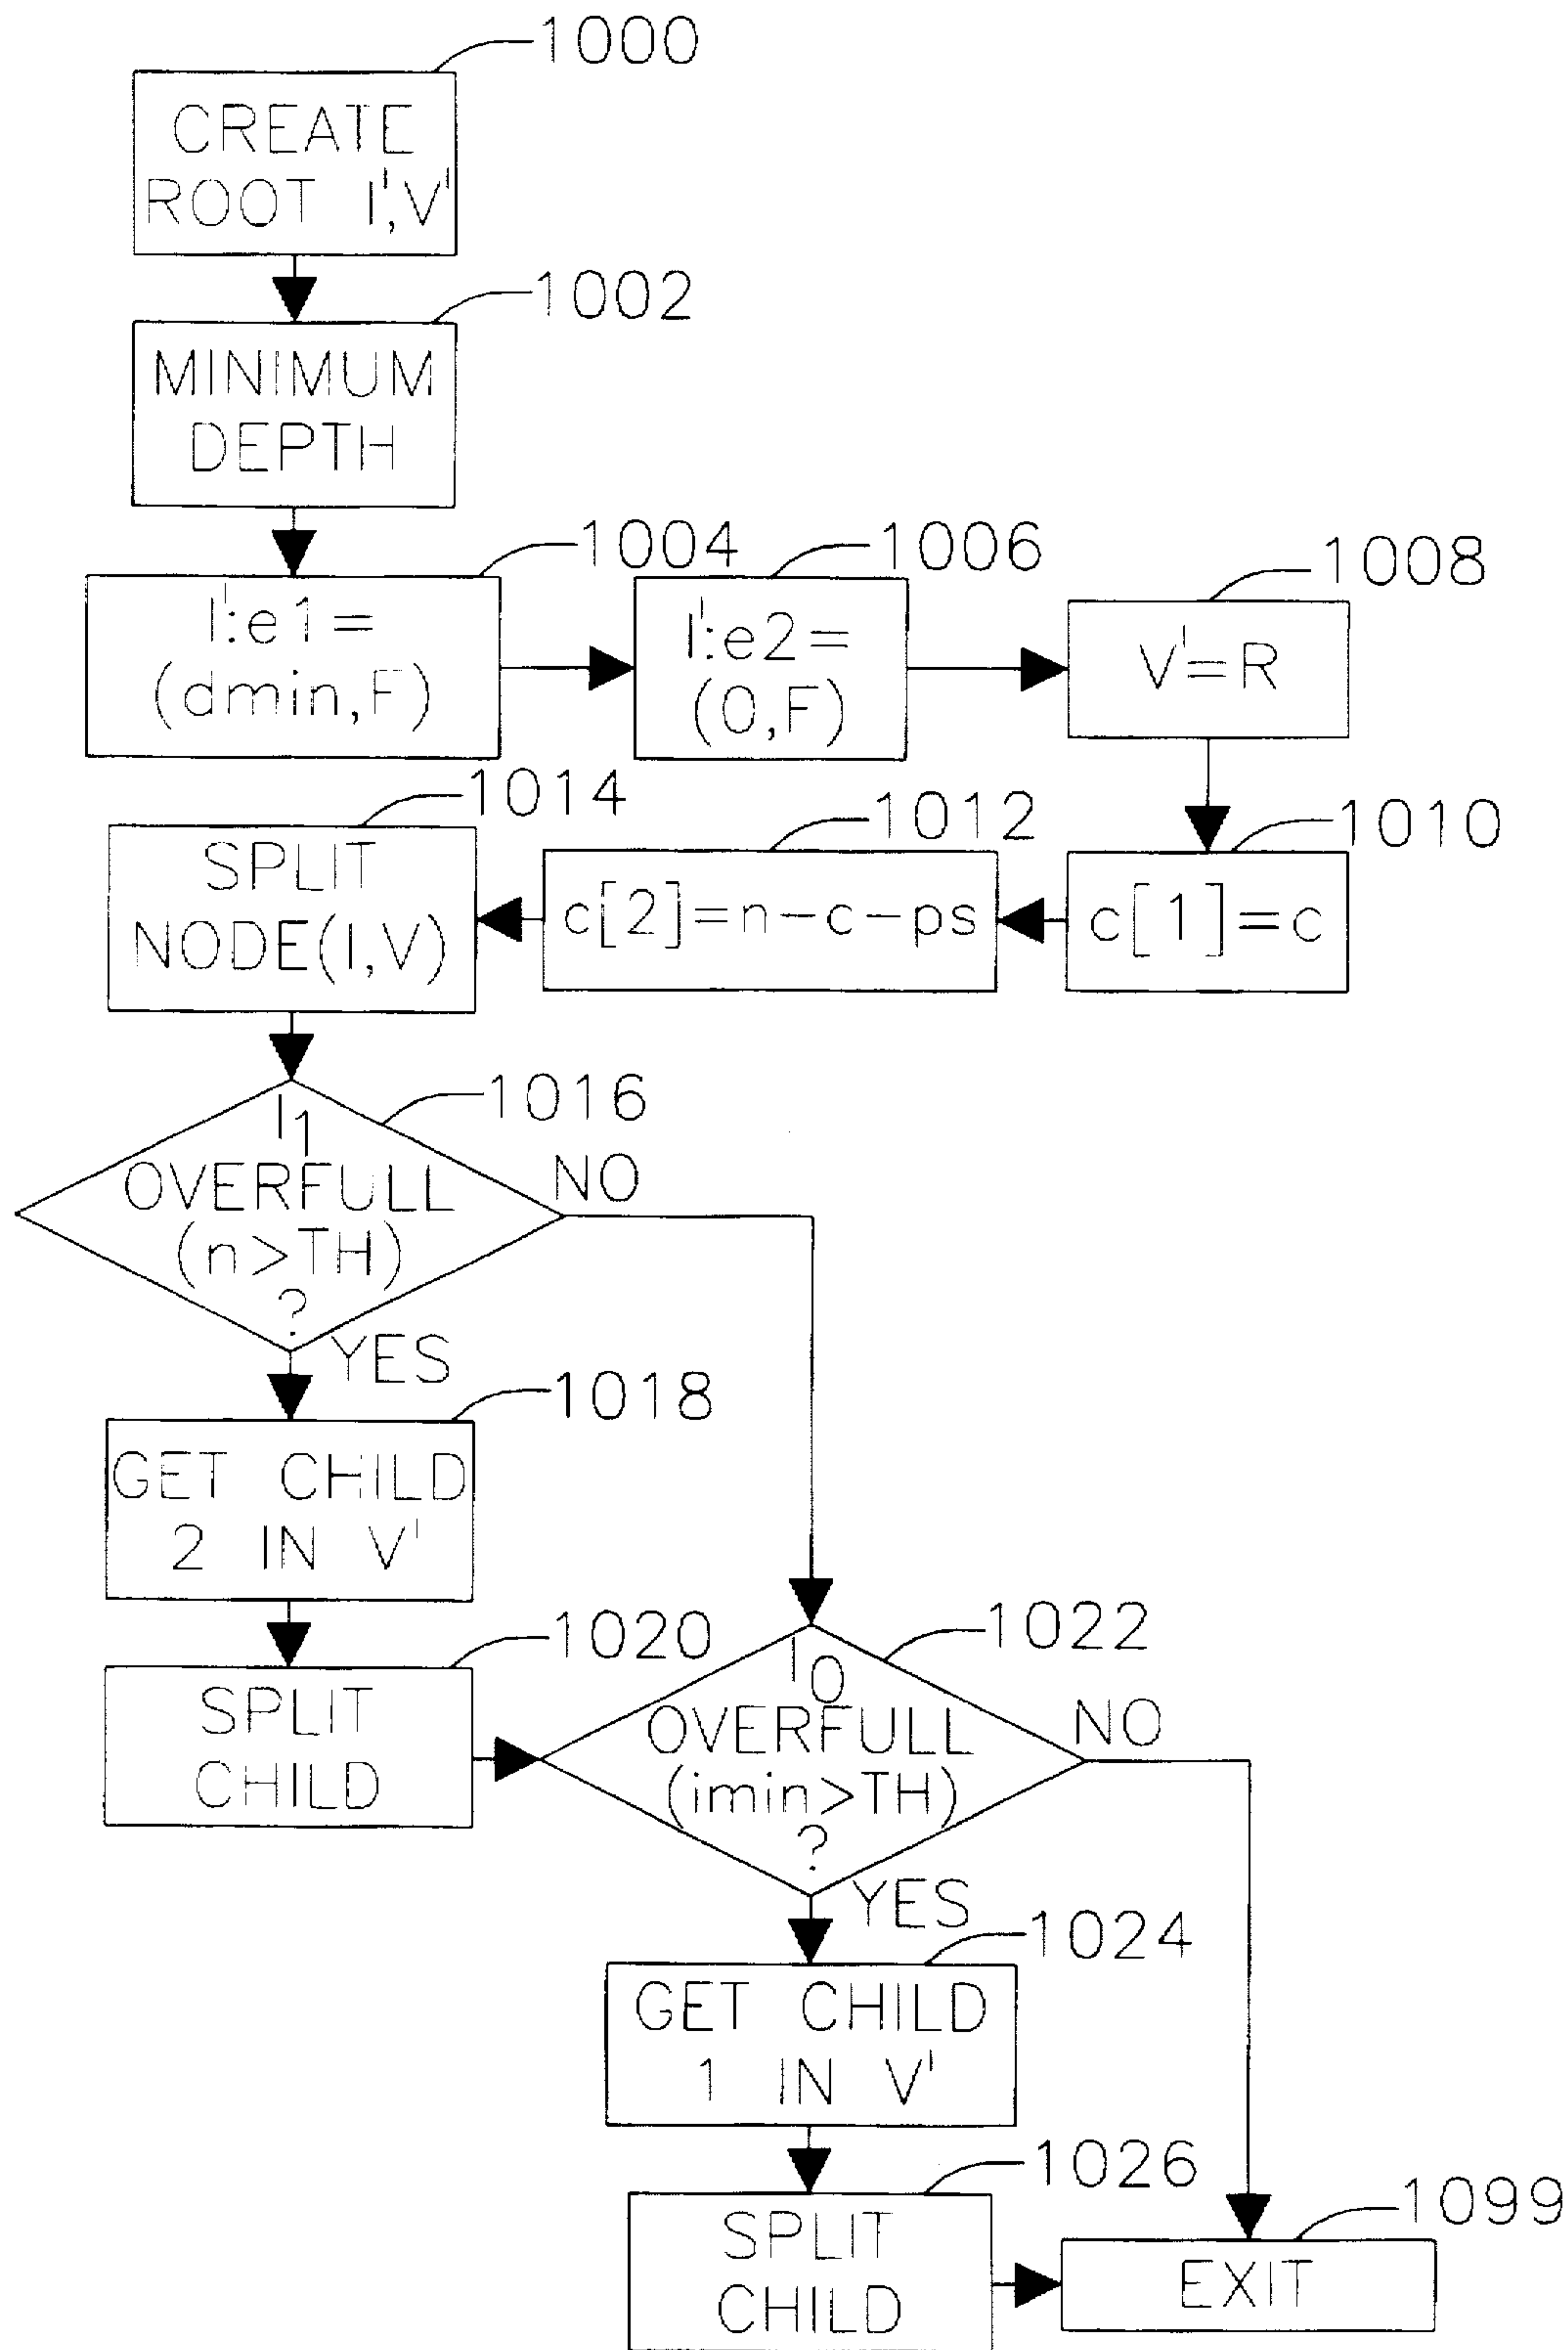 1000
CREATE
ROOT I',V'
1002
MINIMUM
DEPTH
1004
I':e1=
(dmin,F)
1006
I':e2=
(0,F)
1008
V'=R
1010
c[1]=c
1012
c[2]=n-c-ps
1014
SPLIT
NODE(I,V)
1016
I1
OVERFULL
(n>TH)
?
NO
YES
1018
GET CHILD
2 IN V'
1020
SPLIT
CHILD
1022
I0
OVERFULL
(imin>TH)
?
NO
YES
1024
GET CHILD
1 IN V'
1026
SPLIT
CHILD
1099
EXIT